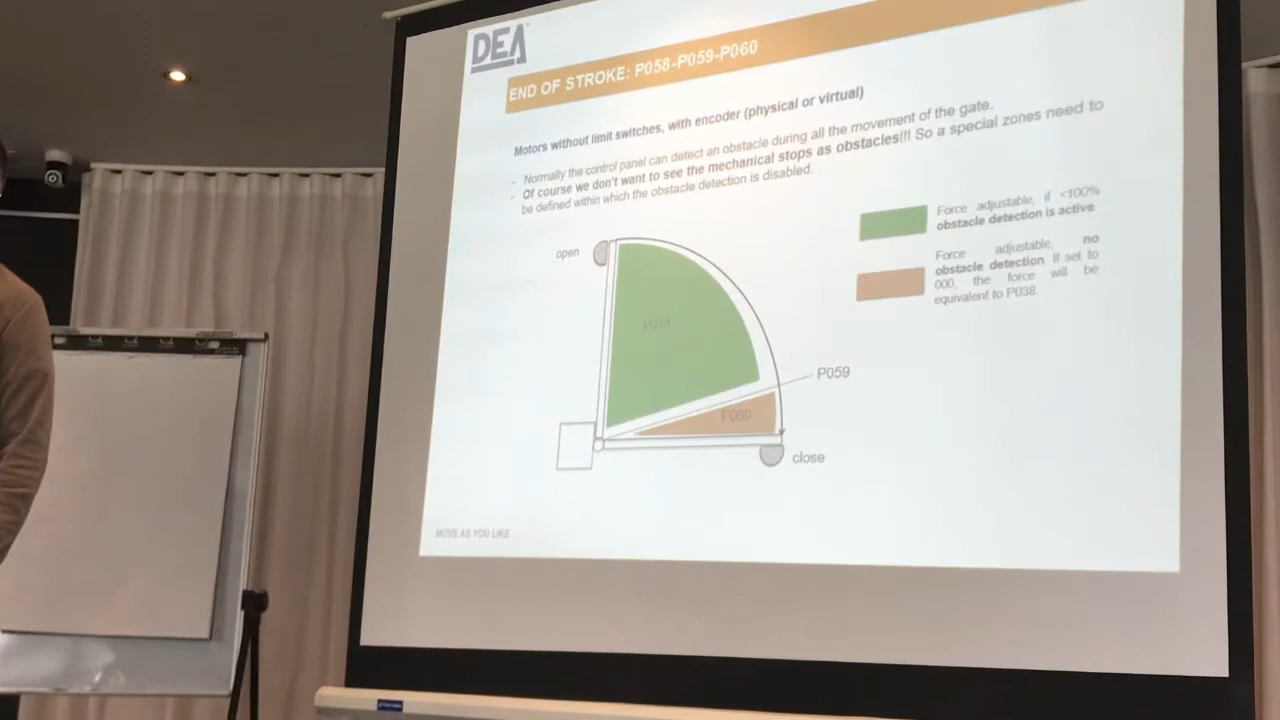 DEA
END OF STROKE: P058-P059-P060
Motors without limit switches, with encoder (physical or virtual)
- Normally the control panel can detect an obstacle during all the movement of the gate.
- Of course we don't want to see the mechanical stops as obstacles!!! So a special zones need to
be defined within which the obstacle detection is disabled.
Force adjustable, if <100%
obstacle detection is active
Force adjustable, no
obstacle detection. If set to
000, the force will be
equivalent to P038.
open
P059
P060
close
MOVE AS YOU LIKE